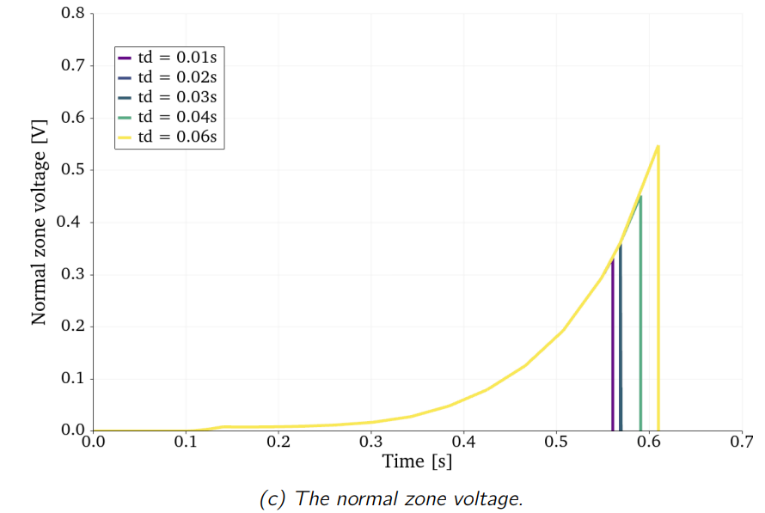 0.8
0.7
0.6
0.5
0.4
0.3
0.2
0.1
0.0
Normal zone voltage [V]
td = 0.01s
td = 0.02s
td = 0.03s
td = 0.04s
td = 0.06s
0.0 0.1 0.2 0.3 0.4 0.5 0.6 0.7
Time [s]
(c) The normal zone voltage.